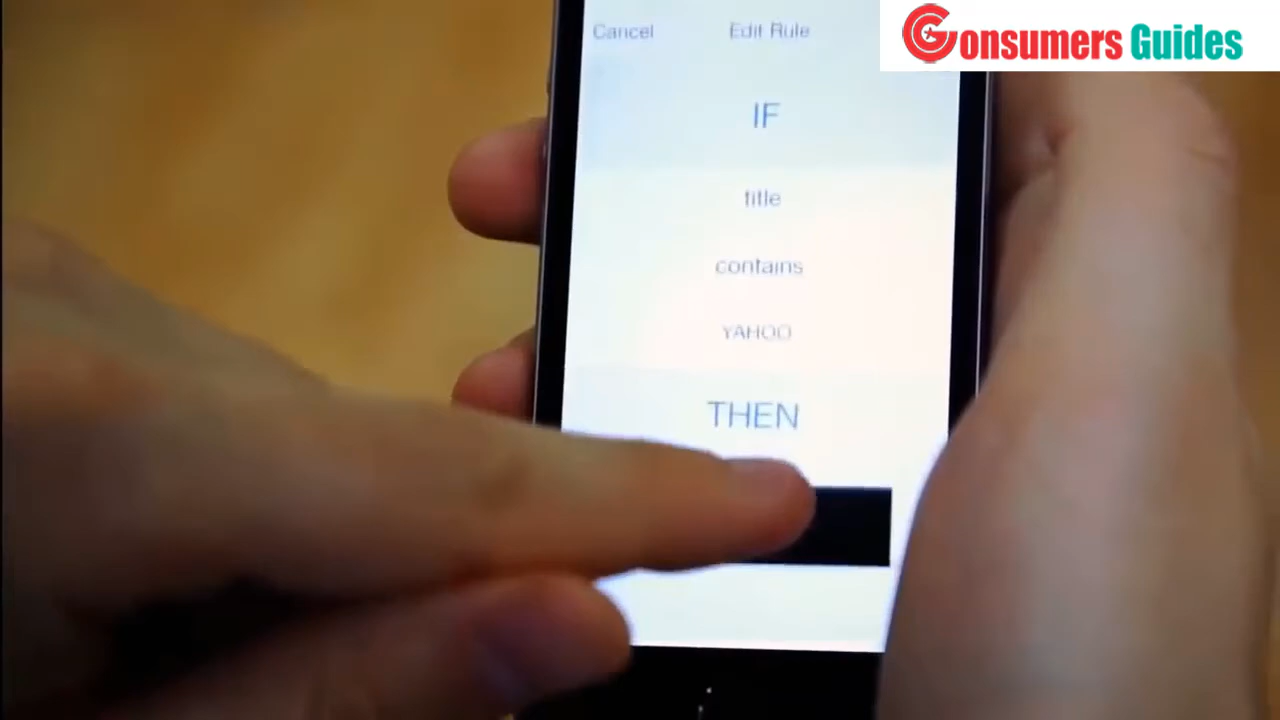 Cancel
Edit Rule
Consumers Guides
IF
title
contains
YAHOO
THEN